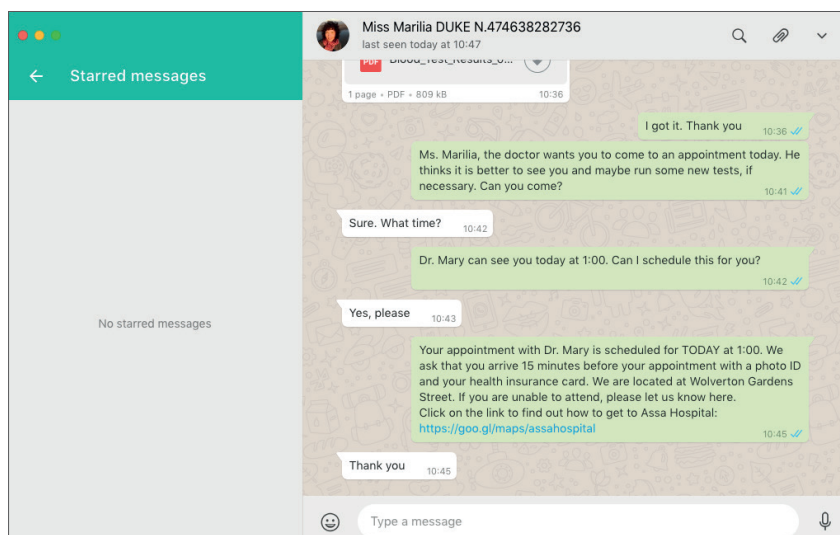 Miss Marilia DUKE N.474638282736
last seen today at 10:47
Starred messages
No starred messages
PDF Blood_Test_Results_0...
1 page • PDF • 809 kB 10:36
I got it. Thank you 10:36
Ms. Marilia, the doctor wants you to come to an appointment today. He
thinks it is better to see you and maybe run some new tests, if
necessary. Can you come?
10:41
Sure. What time? 10:42
Dr. Mary can see you today at 1:00. Can I schedule this for you?
10:42
Yes, please 10:43
Your appointment with Dr. Mary is scheduled for TODAY at 1:00. We
ask that you arrive 15 minutes before your appointment with a photo ID
and your health insurance card. We are located at Wolverton Gardens
Street. If you are unable to attend, please let us know here.
Click on the link to find out how to get to Assa Hospital:
https://goo.gl/maps/assahospital
10:45
Thank you 10:45
Type a message